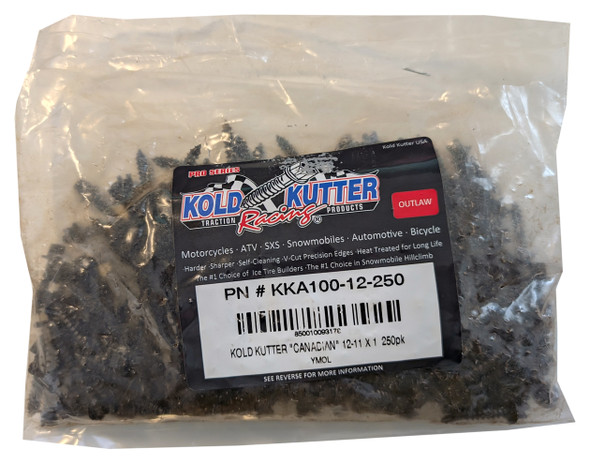 PRO SERIES
Kold Kutter USA
KOLD KUTTER
TRACTION Racing® PRODUCTS
OUTLAW
Motorcycles · ATV · SXS · Snowmobiles · Automotive · Bicycle
·Harder ·Sharper ·Self-Cleaning ·V-Cut Precision Edges ·Heat Treated for Long Life
·The #1 Choice of Ice Tire Builders ·The #1 Choice in Snowmobile Hillclimb
PN # KKA100-12-250
KOLD KUTTER "CANADIAN" 12-11 X 1 250pk
YMOL
SEE REVERSE FOR MORE INFORMATION